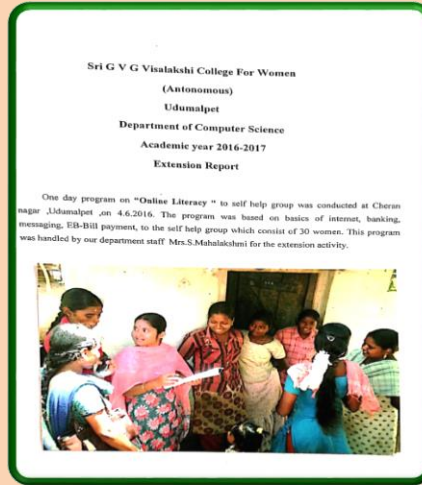 Sri G V G Visalakshi College For Women
(Antonomous)
Udumalpet
Department of Computer Science
Academic year 2016-2017
Extension Report
One day program on "Online Literacy " to self help group was conducted at Cheran
nagar ,Udumalpet ,on 4.6.2016. The program was based on basics of internet, banking,
messaging, EB-Bill payment, to the self help group which consist of 30 women. This program
was handled by our department staff Mrs.S.Mahalakshmi for the extension activity.